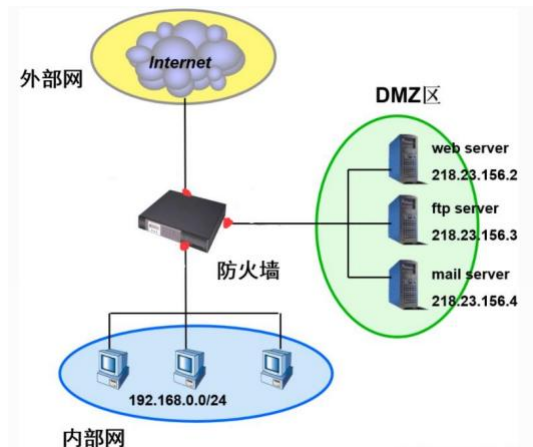 Internet
外部网
DMZ区
web server
218.23.156.2
ftp server
218.23.156.3
防火墙
mail server
218.23.156.4
192.168.0.0/24
内部网